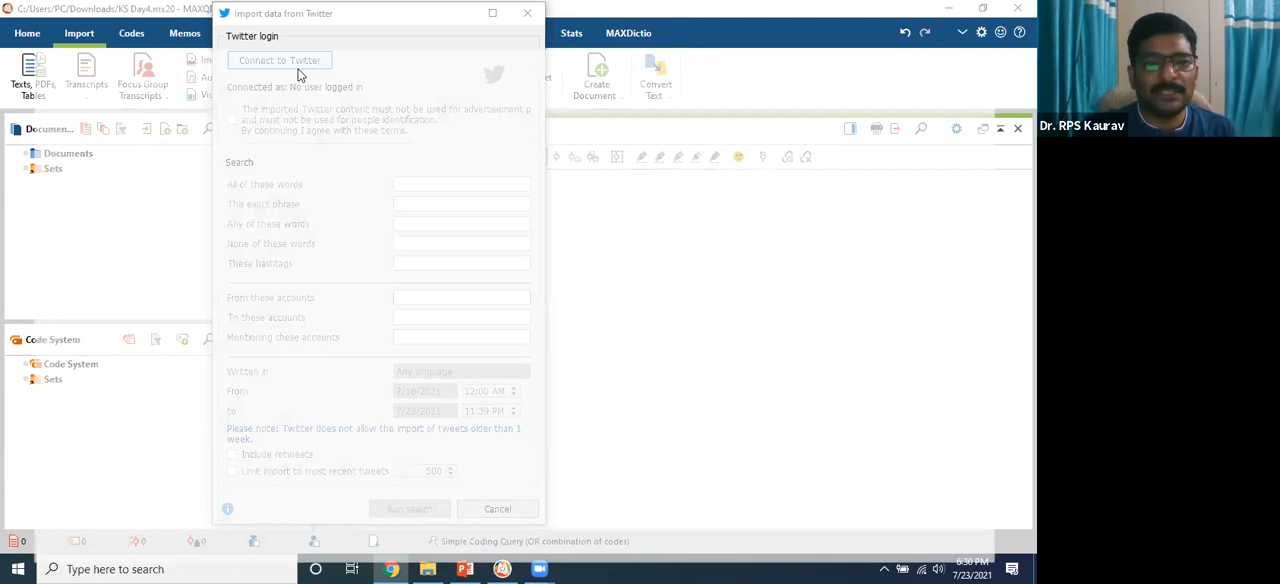 C:/Users/PC/Downloads/KS Day4.mx20 - MAXQ
Import data from Twitter
Home
Import
Codes
Memos
Stats
MAXDictio
Twitter login
Connect to Twitter
Texts, PDFs,
Tables
Transcripts
Focus Group
Transcripts
Create
Document
Convert
Text
Connected as: No user logged in
The imported Twitter content must not be used for advertisement p
and must not be used for people identification.
By continuing I agree with these terms.
Dr. RPS Kaurav
Documen...
Documents
Sets
Search
All of these words
This exact phrase
Any of these words
None of these words
These hashtags
From these accounts
To these accounts
Mentioning these accounts
Code System
Code System
Sets
Written in
Any language
From
7/16/2021
12:00 AM
to
7/23/2021
11:59 PM
Please note: Twitter does not allow the import of tweets older than 1
week.
Include retweets
Limit import to most recent tweets
500
Run search
Cancel
0
0
0
0
Simple Coding Query (OR combination of codes)
Type here to search
6:30 PM
7/23/2021